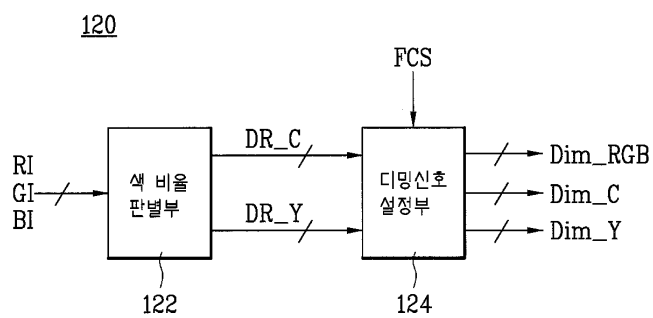 120
FCS
RI
GI
BI
색 비율
판별부
DR_C
DR_Y
디밍신호
설정부
Dim_RGB
Dim_C
Dim_Y
122
124